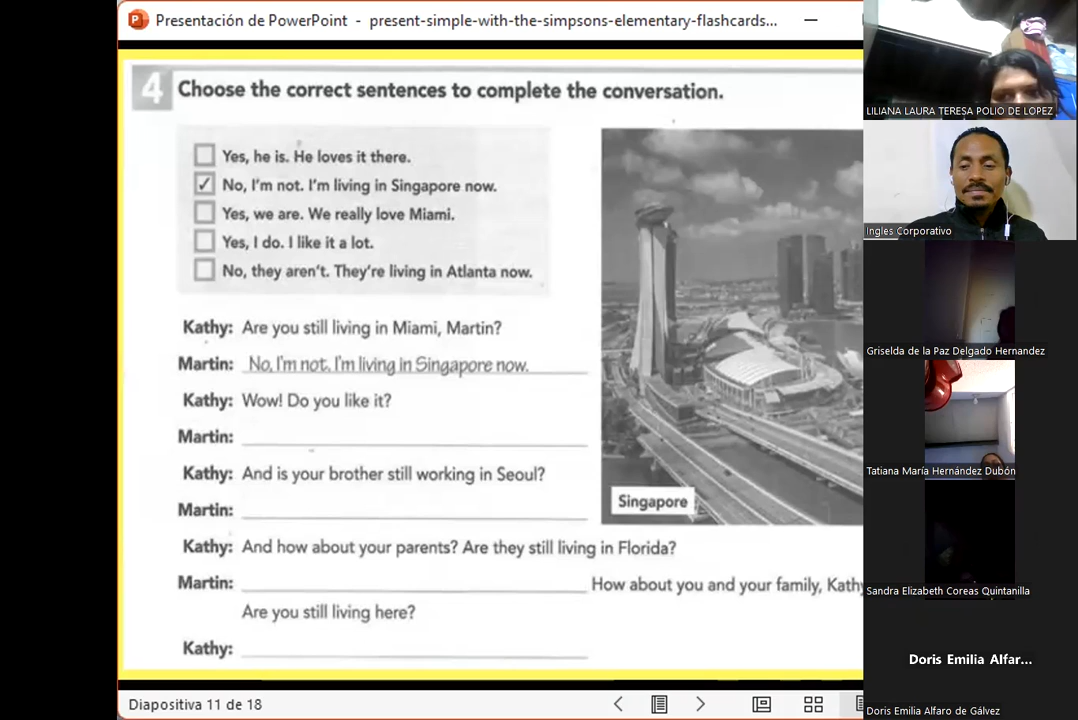 Presentación de PowerPoint - present-simple-with-the-simpsons-elementary-flashcards...
4 Choose the correct sentences to complete the conversation.
Yes, he is. He loves it there.
✓ No, I'm not. I'm living in Singapore now.
Yes, we are. We really love Miami.
Yes, I do. I like it a lot.
No, they aren't. They're living in Atlanta now.
Kathy: Are you still living in Miami, Martin?
Martin: No, I'm not. I'm living in Singapore now.
Kathy: Wow! Do you like it?
Martin:
Kathy: And is your brother still working in Seoul?
Martin:
Kathy: And how about your parents? Are they still living in Florida?
Martin: How about you and your family, Kathy
Are you still living here?
Kathy:
Singapore
Diapositiva 11 de 18
LILIANA LAURA TERESA POLIO DE LOPEZ
Ingles Corporativo
Griselda de la Paz Delgado Hernandez
Tatiana María Hernández Dubón
Sandra Elizabeth Coreas Quintanilla
Doris Emilia Alfar...
Doris Emilia Alfaro de Gálvez